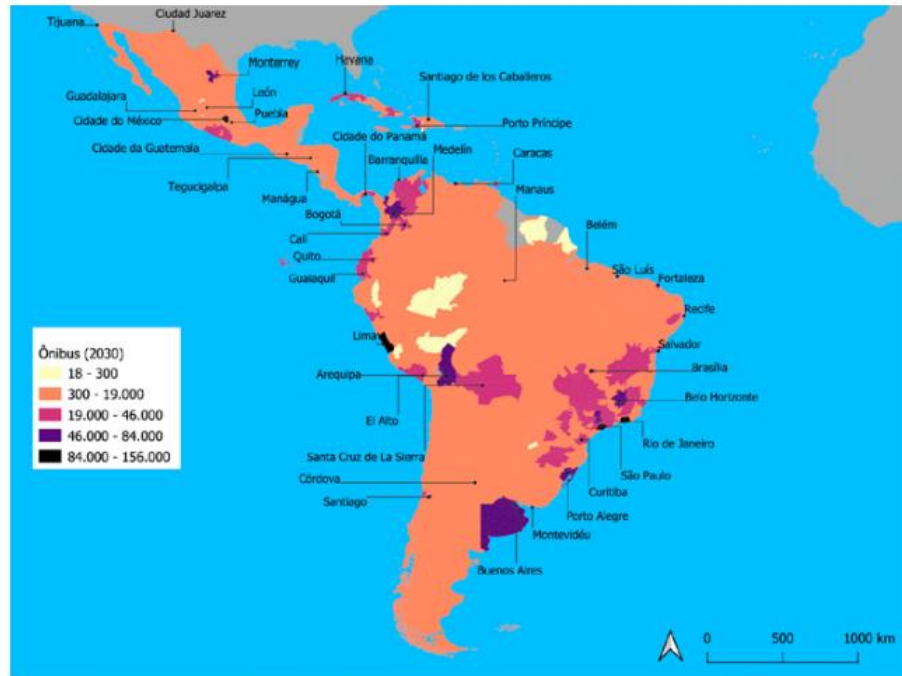 Ciudad Juarez
Tijuana
Monterrey
Havana
Santiago de los Caballeros
León
Guadalajara
Puebla
Cidade do México
Porto Príncipe
Cidade do Panamá
Medelín
Caracas
Cidade da Guatemala
Barranquilla
Manaus
Tegucigalpa
Manágua
Bogotá
Belém
Cali
Quito
São Luís
Guaiaquil
Fortaleza
Recife
Lima
Salvador
Ônibus (2030)
18 - 300
300 - 19.000
19.000 - 46.000
46.000 - 84.000
84.000 - 156.000
Arequipa
Brasília
Belo Horizonte
El Alto
Rio de Janeiro
Santa Cruz de La Sierra
São Paulo
Córdova
Curitiba
Santiago
Porto Alegre
Montevidéu
Buenos Aires
0 500 1000 km